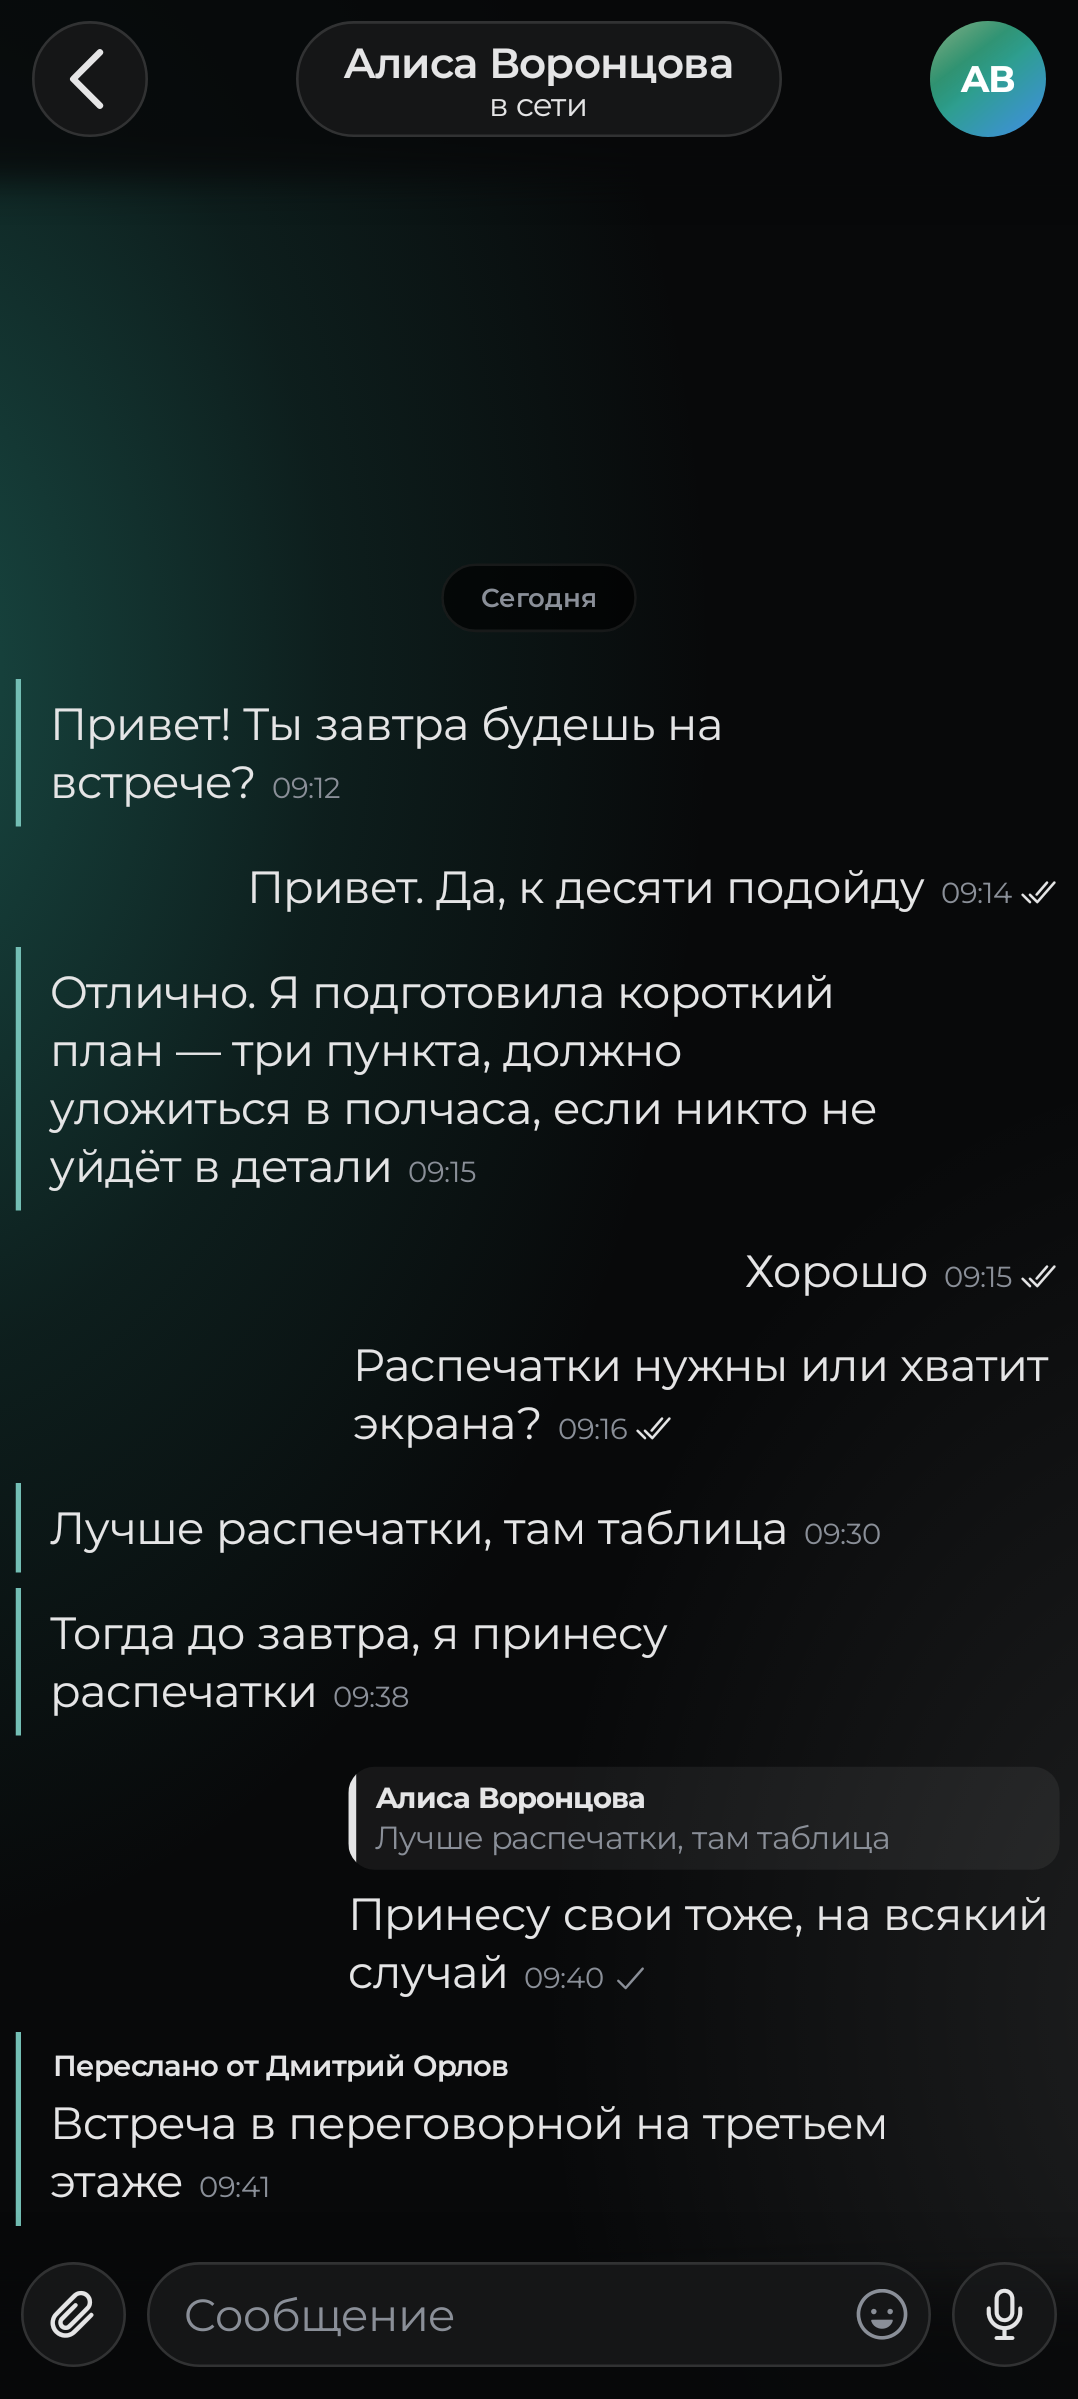 Алиса Воронцова
в сети
АВ
Сегодня
Привет! Ты завтра будешь на
встрече? 09:12
Привет. Да, к десяти подойду 09:14
Отлично. Я подготовила короткий
план — три пункта, должно
уложиться в полчаса, если никто не
уйдёт в детали 09:15
Хорошо 09:15
Распечатки нужны или хватит
экрана? 09:16
Лучше распечатки, там таблица 09:30
Тогда до завтра, я принесу
распечатки 09:38
Алиса Воронцова
Лучше распечатки, там таблица
Принесу свои тоже, на всякий
случай 09:40
Переслано от Дмитрий Орлов
Встреча в переговорной на третьем
этаже 09:41
Сообщение